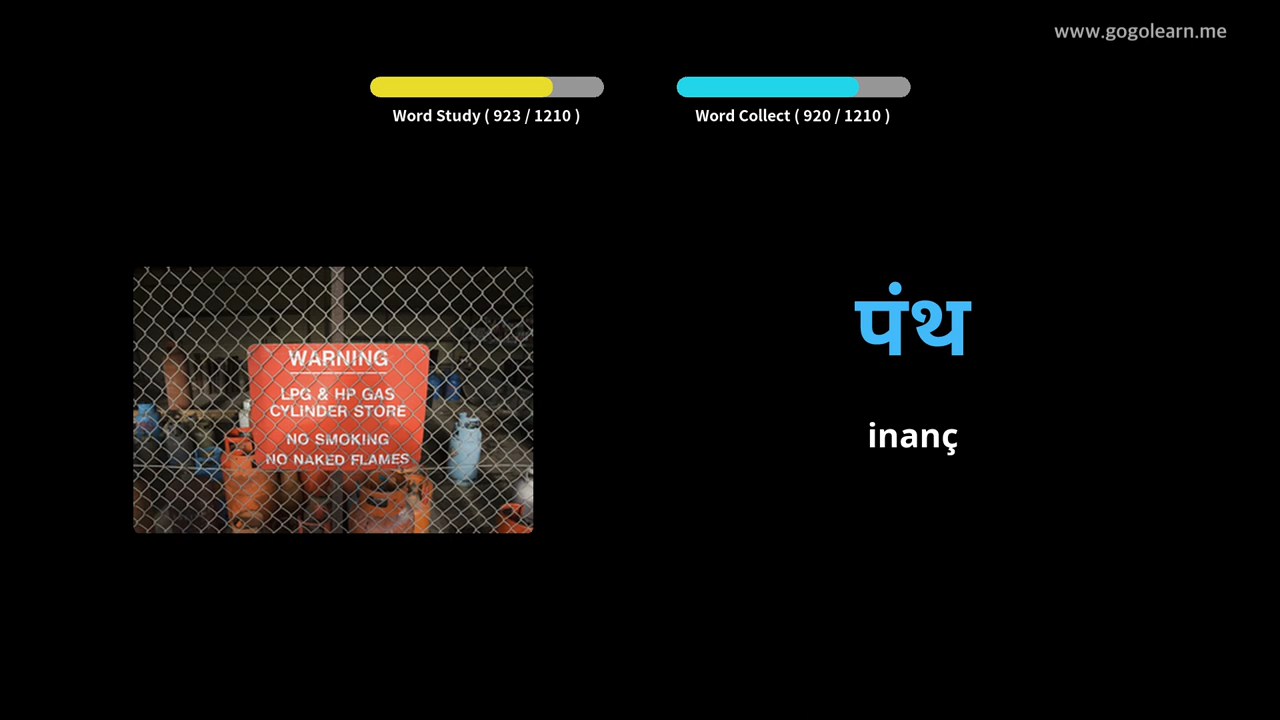 www.gogolearn.me
Word Study ( 923 / 1210 )
Word Collect ( 920 / 1210 )
WARNING
LPG & HP GAS
CYLINDER STORE
NO SMOKING
NO NAKED FLAMES
पंथ
inanç